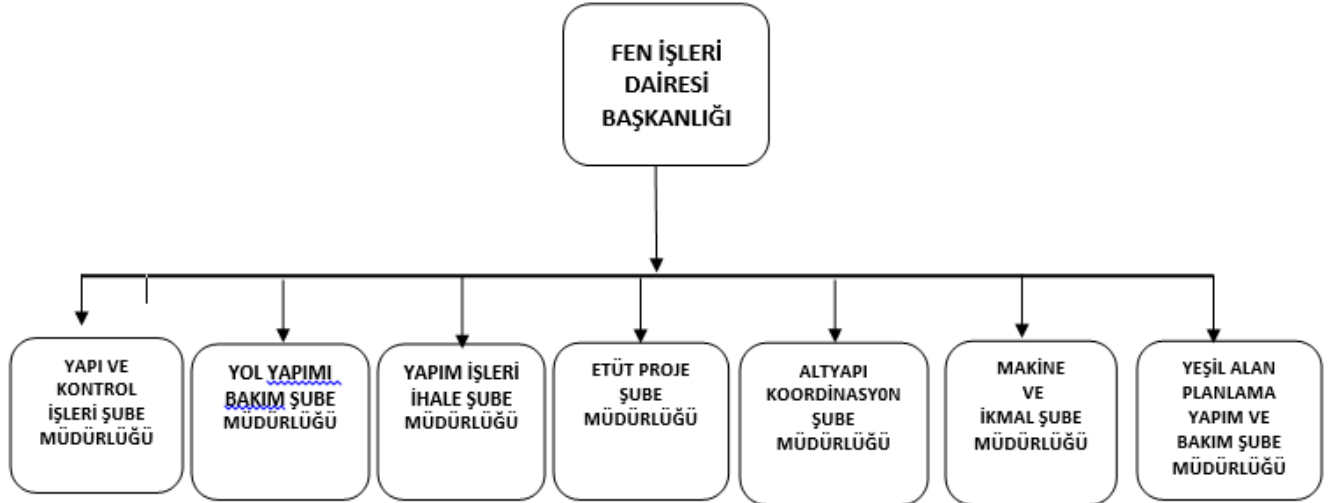 FEN İŞLERİ
DAİRESİ
BAŞKANLIĞI
YAPI VE
KONTROL
İŞLERİ ŞUBE
MÜDÜRLÜĞÜ
YOL YAPIMI
BAKIM ŞUBE
MÜDÜRLÜĞÜ
YAPIM İŞLERİ
İHALE ŞUBE
MÜDÜRLÜĞÜ
ETÜT PROJE
ŞUBE
MÜDÜRLÜĞÜ
ALTYAPI
KOORDİNASY0N
ŞUBE
MÜDÜRLÜĞÜ
MAKİNE
VE
İKMAL ŞUBE
MÜDÜRLÜĞÜ
YEŞİL ALAN
PLANLAMA
YAPIM VE
BAKIM ŞUBE
MÜDÜRLÜĞÜ